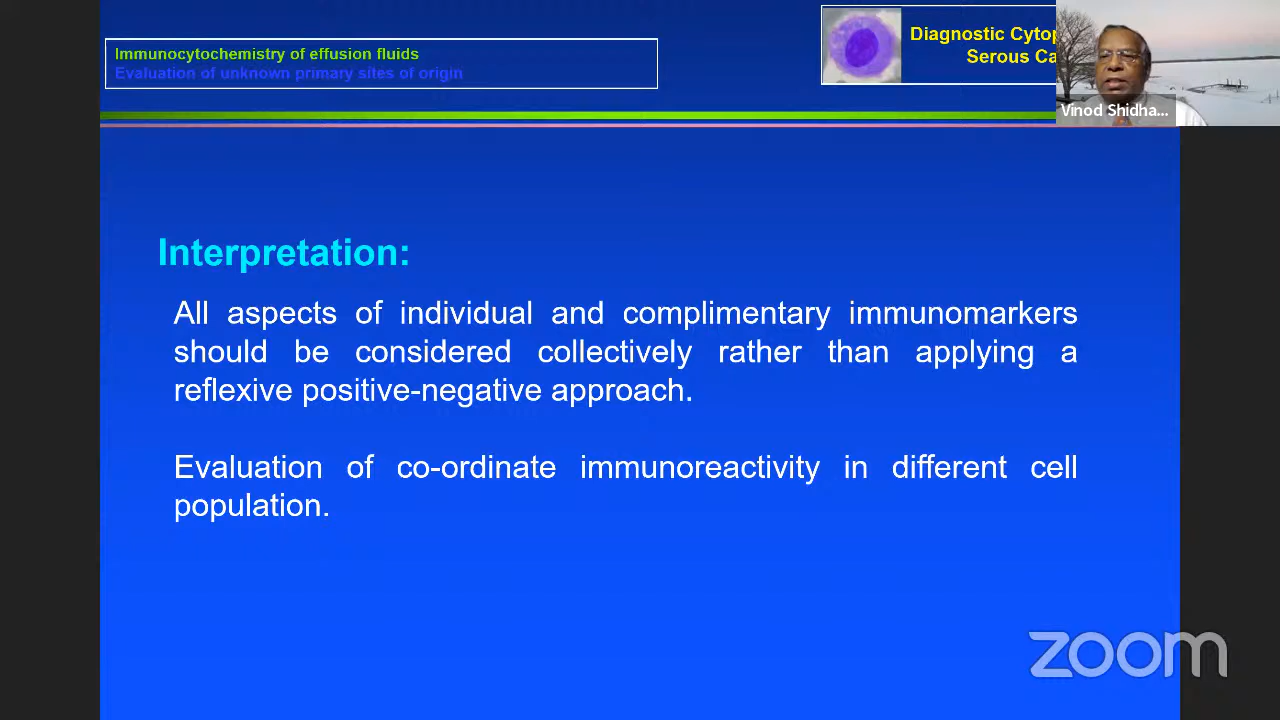 Immunocytochemistry of effusion fluids
Evaluation of unknown primary sites of origin
Diagnostic
Serous
Vinod Shidha...
Interpretation:
All aspects of individual and complimentary immunomarkers
should be considered collectively rather than applying a
reflexive positive-negative approach.
Evaluation of co-ordinate immunoreactivity in different cell
population.
zoom